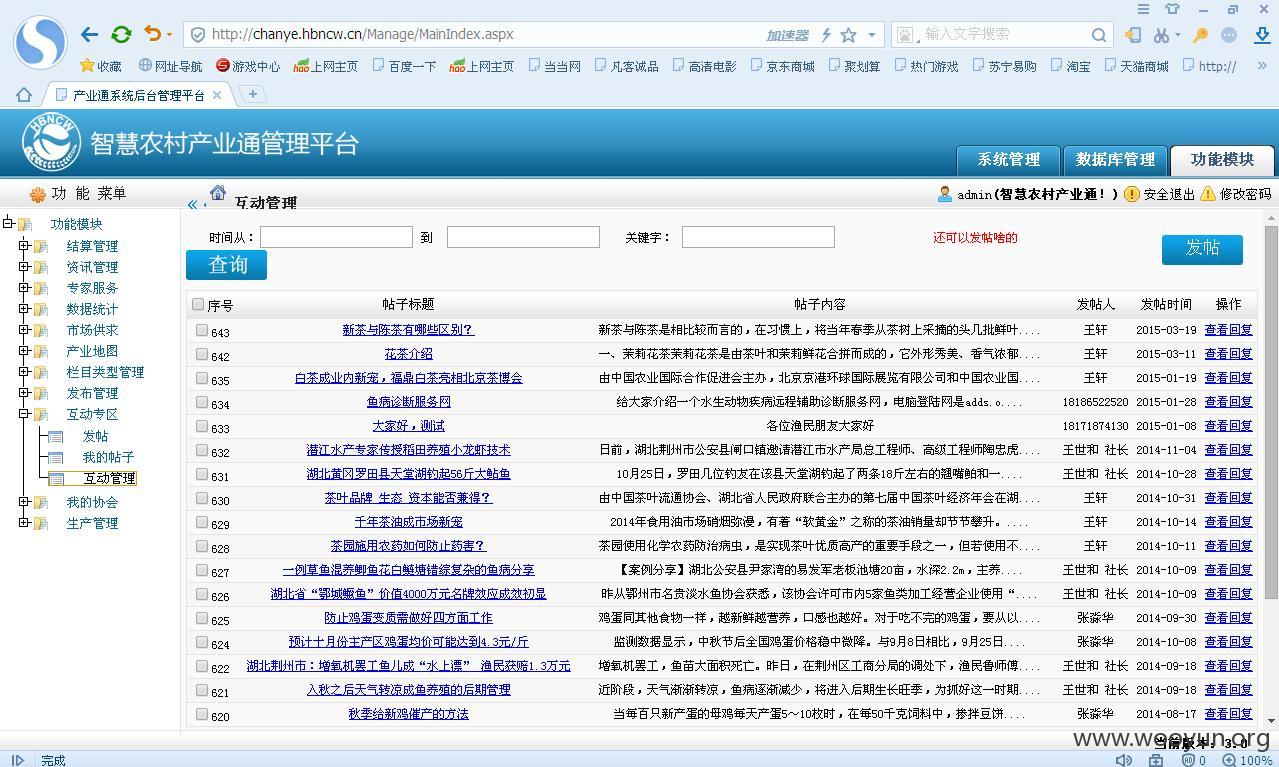 http://chanye.hbncw.cn/Manage/MainIndex.aspx 加速器 输入文字搜索
收藏 网址导航 游戏中心 hao上网主页 百度一下 hao上网主页 当当网 凡客诚品 高清电影 京东商城 聚划算 热门游戏 苏宁易购 淘宝 天猫商城 http://
产业通系统后台管理平台
HBNCW 智慧农村产业通管理平台
系统管理 数据库管理 功能模块
功 能 菜单 互动管理 admin(智慧农村产业通!) 安全退出 修改密码
功能模块
结算管理
资讯管理
专家服务
数据统计
市场供求
产业地图
栏目类型管理
发布管理
互动专区
发帖
我的帖子
互动管理
我的协会
生产管理
时间从: 到 关键字: 还可以发帖啥的 发帖
查询
序号 帖子标题 帖子内容 发帖人 发帖时间 操作
643 新茶与陈茶有哪些区别? 新茶与陈茶是相比较而言的，在习惯上，将当年春季从茶树上采摘的头几批鲜叶.... 王轩 2015-03-19 查看回复
642 花茶介绍 一、茉莉花茶茉莉花茶是由茶叶和茉莉鲜花合拼而成的，它外形秀美、香气浓郁.... 王轩 2015-03-11 查看回复
635 白茶成业内新宠，福鼎白茶亮相北京茶博会 由中国农业国际合作促进会主办，北京京港环球国际展览有限公司和中国农业国.... 王轩 2015-01-19 查看回复
634 鱼病诊断服务网 给大家介绍一个水生动物疾病远程辅助诊断服务网，电脑登陆网是adds.o.... 18186522520 2015-01-28 查看回复
633 大家好，测试 各位渔民朋友大家好 18171874130 2015-01-08 查看回复
632 潜江水产专家传授稻田养殖小龙虾技术 日前，湖北荆州市公安县闸口镇邀请潜江市水产局总工程师、高级工程师陶忠虎.... 王世和 社长 2014-11-04 查看回复
631 湖北黄冈罗田县天堂湖钓起56斤大鲶鱼 10月25日，罗田几位钓友在该县天堂湖钓起了两条18斤左右的翘嘴鲌和一.... 王世和 社长 2014-10-28 查看回复
630 茶叶品牌 生态 资本能否兼得? 由中国茶叶流通协会、湖北省人民政府联合主办的第七届中国茶叶经济年会在湖.... 王轩 2014-10-31 查看回复
629 千年茶油成市场新宠 2014年食用油市场硝烟弥漫，有着“软黄金”之称的茶油销量却节节攀升。.... 王轩 2014-10-14 查看回复
628 茶园施用农药如何防止药害? 茶园使用化学农药防治病虫，是实现茶叶优质高产的重要手段之一，但若使用不.... 王轩 2014-10-11 查看回复
627 一例草鱼混养鲫鱼花白鲢塘错综复杂的鱼病分享 【案例分享】湖北公安县尹家湾的易发军老板池塘20亩，水深2.2m，主养.... 王世和 社长 2014-10-09 查看回复
626 湖北省“鄂城鳜鱼”价值4000万元名牌效应成效初显 昨从鄂州市名贵淡水鱼协会获悉，该协会许可市内5家鱼类加工经营企业使用“.... 王世和 社长 2014-10-09 查看回复
625 防止鸡蛋变质需做好四方面工作 鸡蛋同其他食物一样，越新鲜越营养，口感也越好。对于吃不完的鸡蛋，要从以.... 张淼华 2014-09-30 查看回复
624 预计十月份主产区鸡蛋均价可能达到4.3元/斤 监测数据显示，中秋节后全国鸡蛋价格稳中微降。与9月8日相比，9月25日.... 张淼华 2014-10-08 查看回复
622 湖北荆州市：增氧机罢工鱼儿成“水上漂” 渔民获赔1.3万元 增氧机罢工，鱼苗大面积死亡。昨日，在荆州区工商分局的调处下，渔民鲁师傅.... 王世和 社长 2014-09-18 查看回复
621 入秋之后天气转凉成鱼养殖的后期管理 近阶段，天气渐渐转凉，鱼病逐渐减少，将进入后期生长旺季，为抓好这一时期.... 王世和 社长 2014-09-18 查看回复
620 秋季给新鸡催产的方法 当每百只新产蛋的母鸡每天产蛋5～10枚时，在每50千克饲料中，掺拌豆饼.... 张淼华 2014-08-17 查看回复
当前版本: 3.0
www.wooyun.org
完成 0 100%